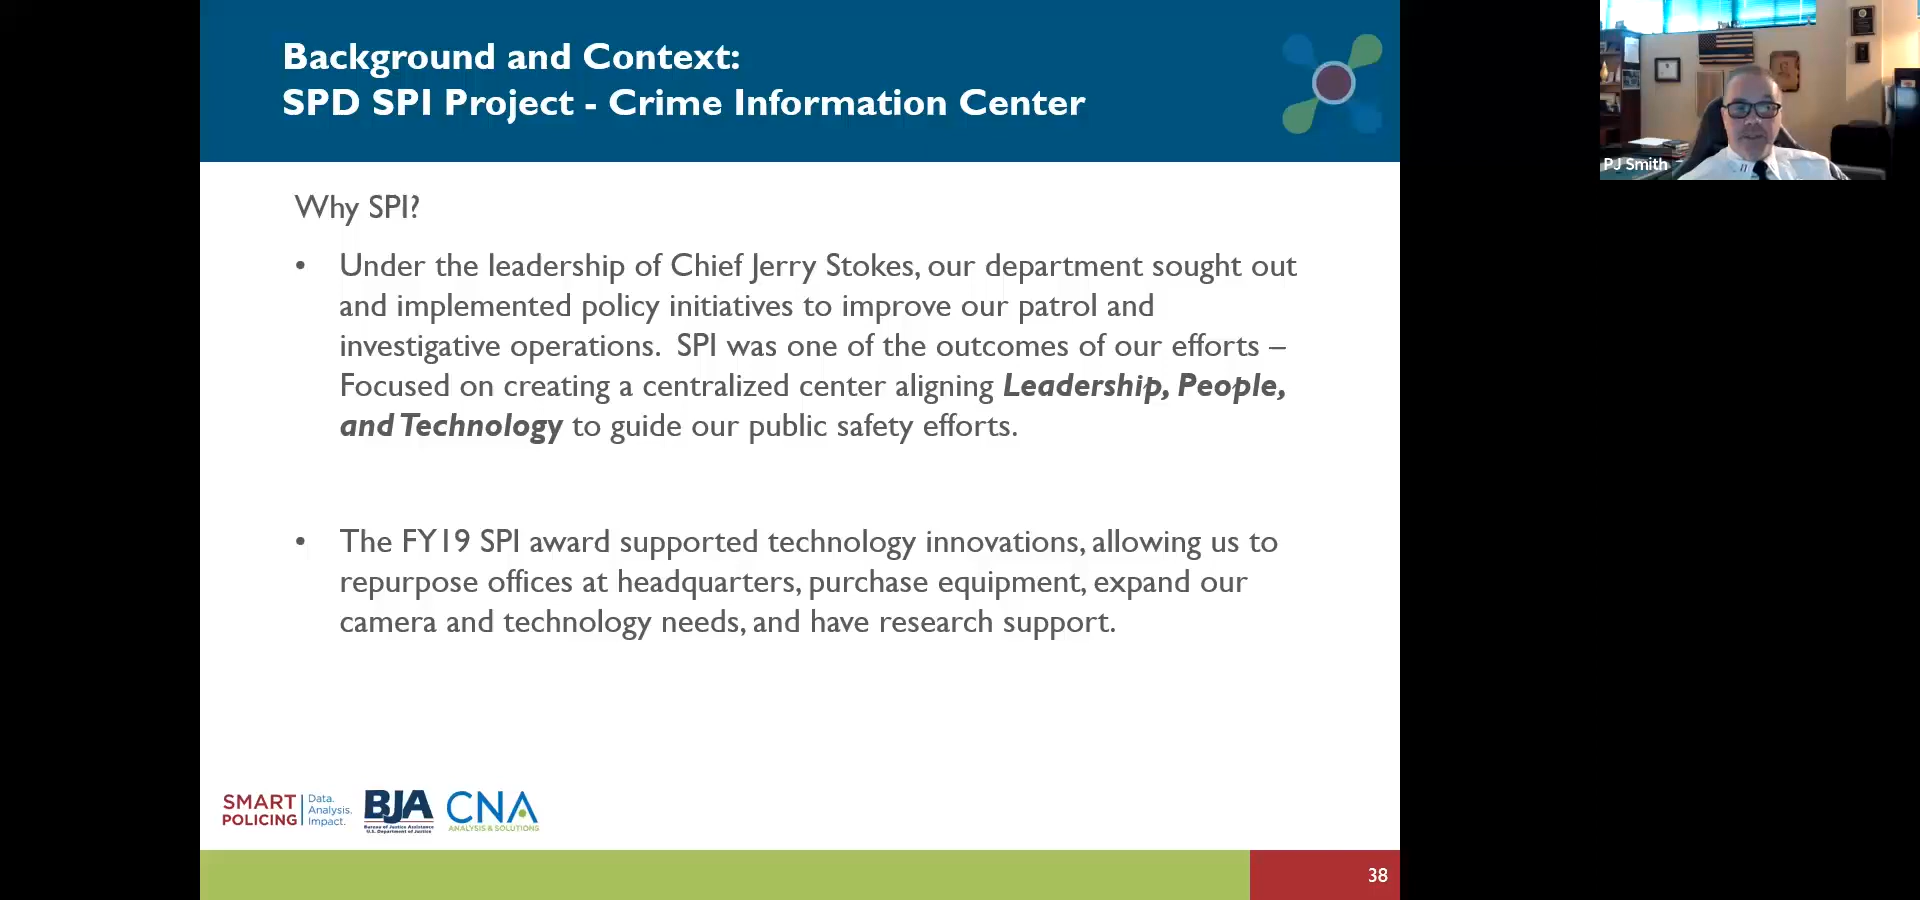 Background and Context:
SPD SPI Project - Crime Information Center
PJ Smith
Why SPI?
• Under the leadership of Chief Jerry Stokes, our department sought out
and implemented policy initiatives to improve our patrol and
investigative operations.  SPI was one of the outcomes of our efforts –
Focused on creating a centralized center aligning Leadership, People,
and Technology to guide our public safety efforts.
• The FY19 SPI award supported technology innovations, allowing us to
repurpose offices at headquarters, purchase equipment, expand our
camera and technology needs, and have research support.
SMART
POLICING
Data.
Analysis.
Impact.
BJA
Bureau of Justice Assistance
U.S. Department of Justice
CNA
ANALYSIS & SOLUTIONS
38